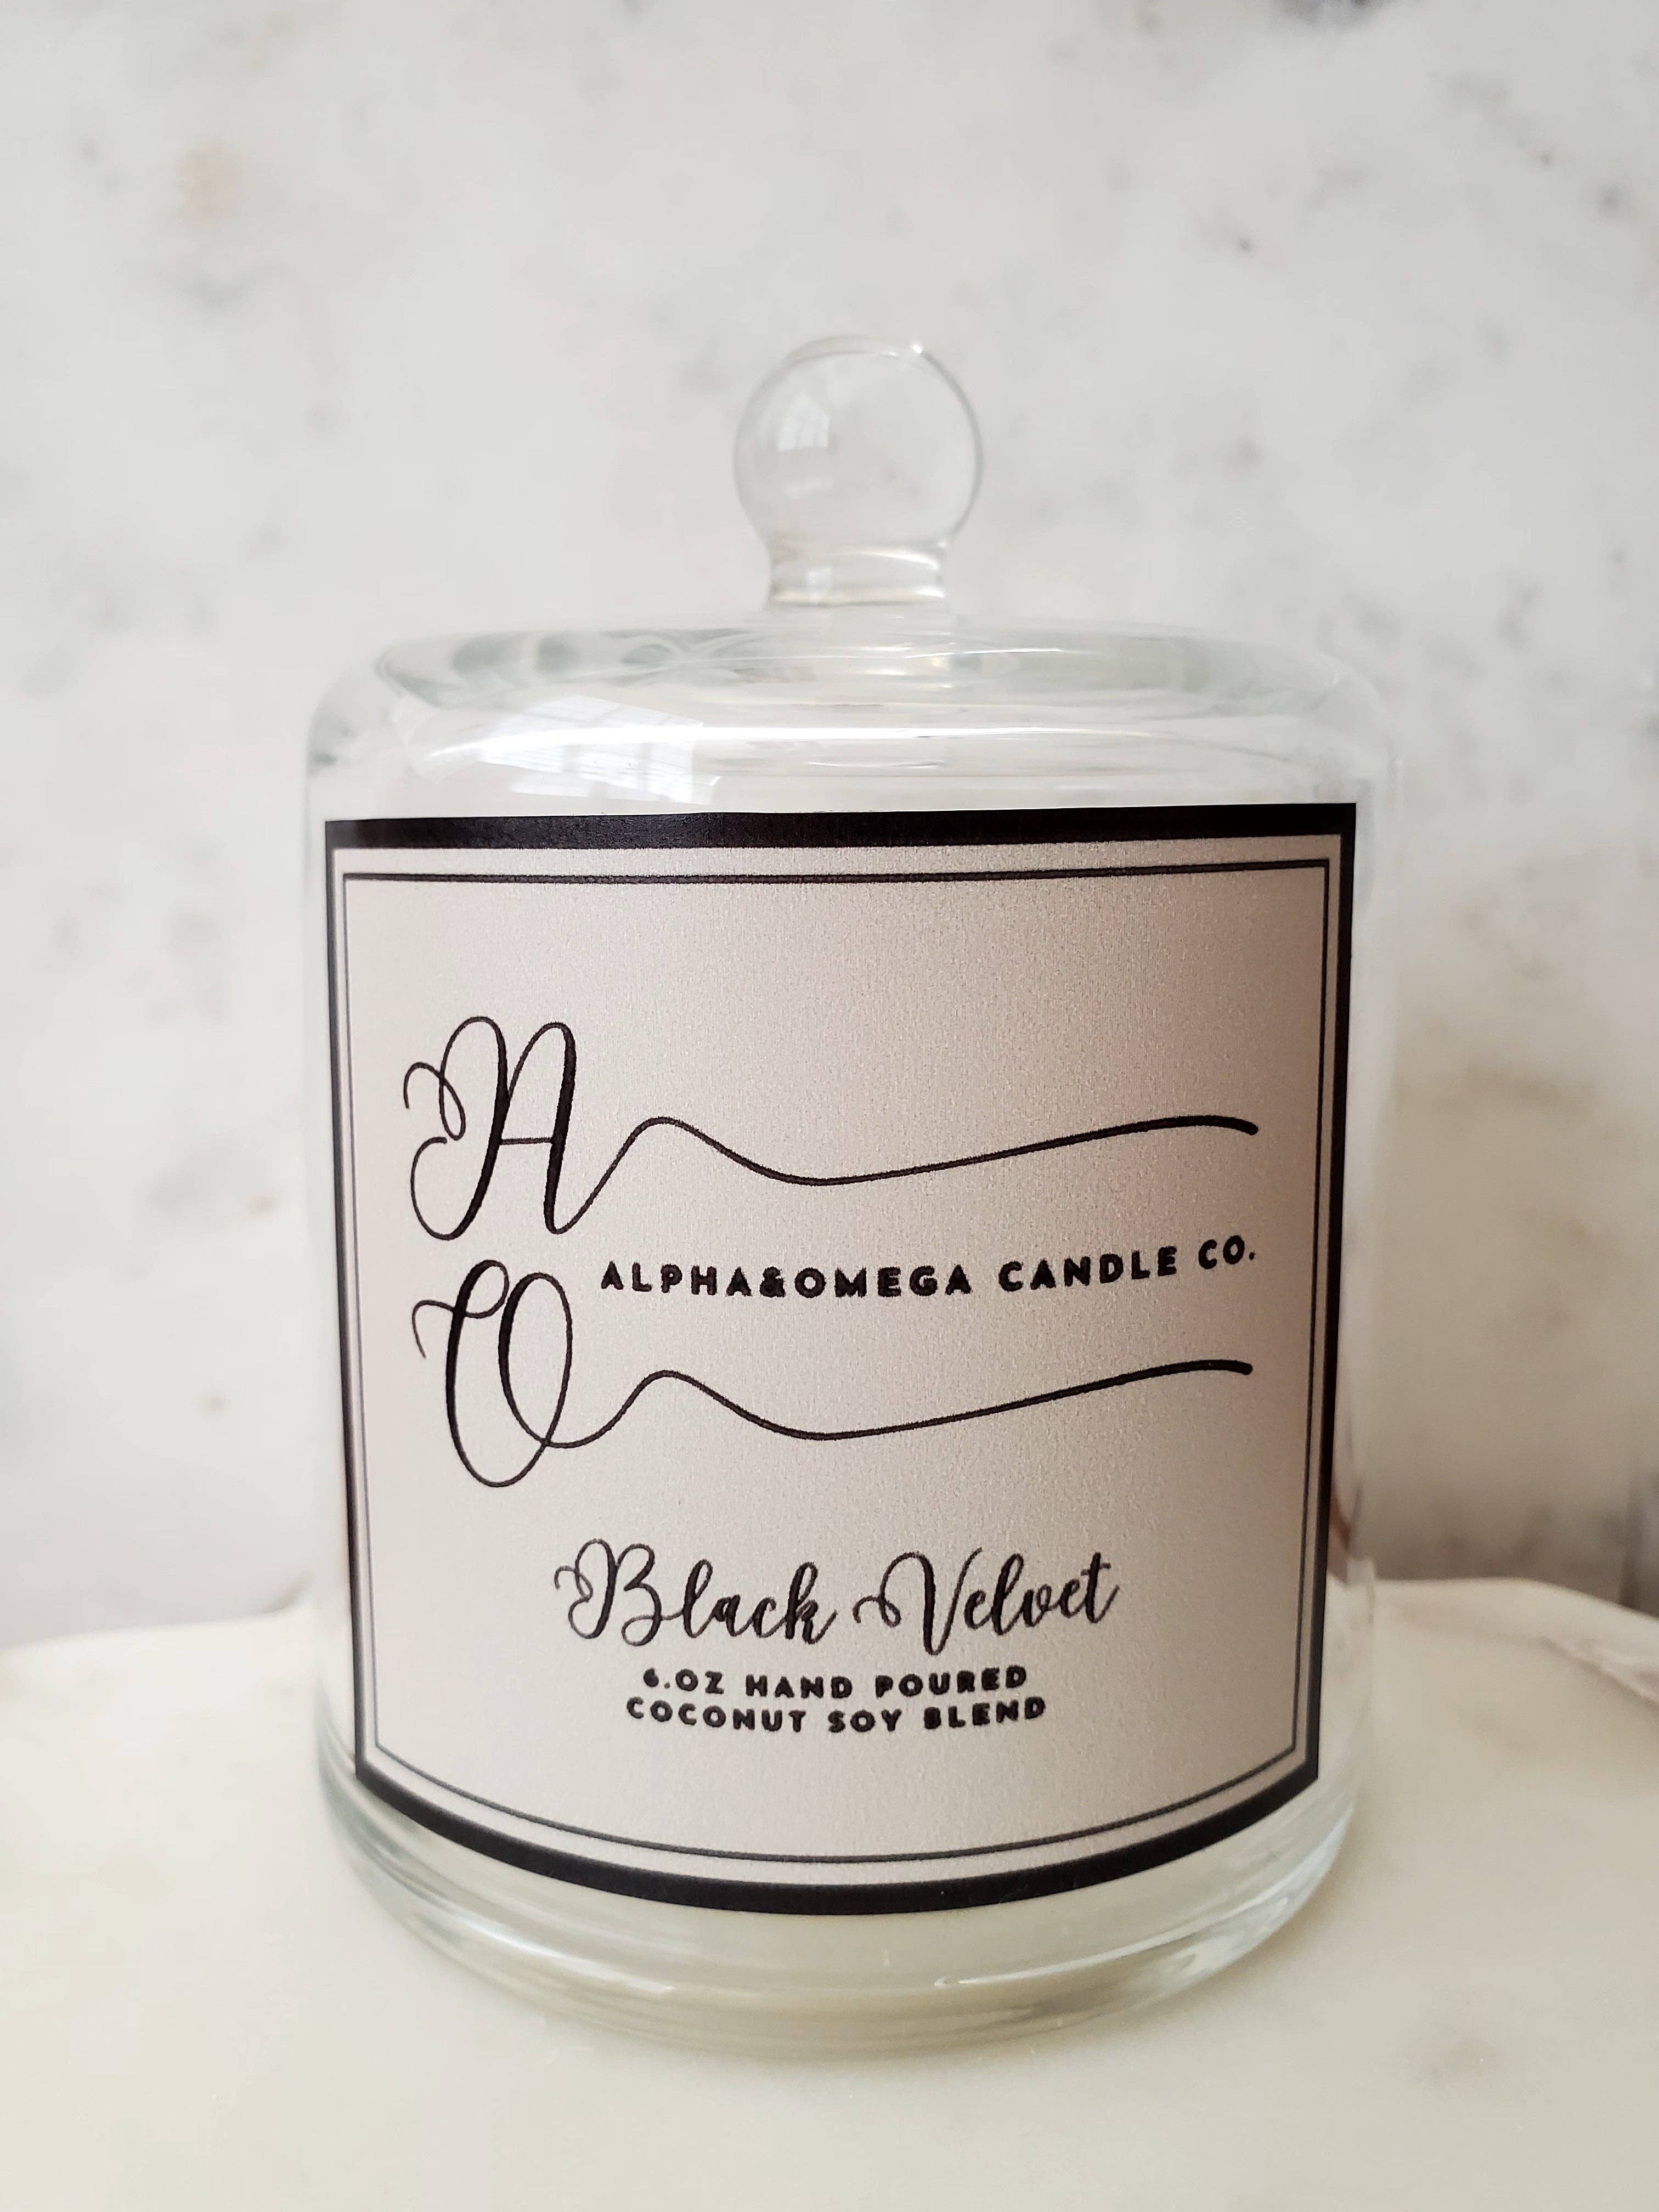 A
ALPHA&OMEGA CANDLE CO.
O
Black Velvet
6.OZ HAND POURED
COCONUT SOY BLEND